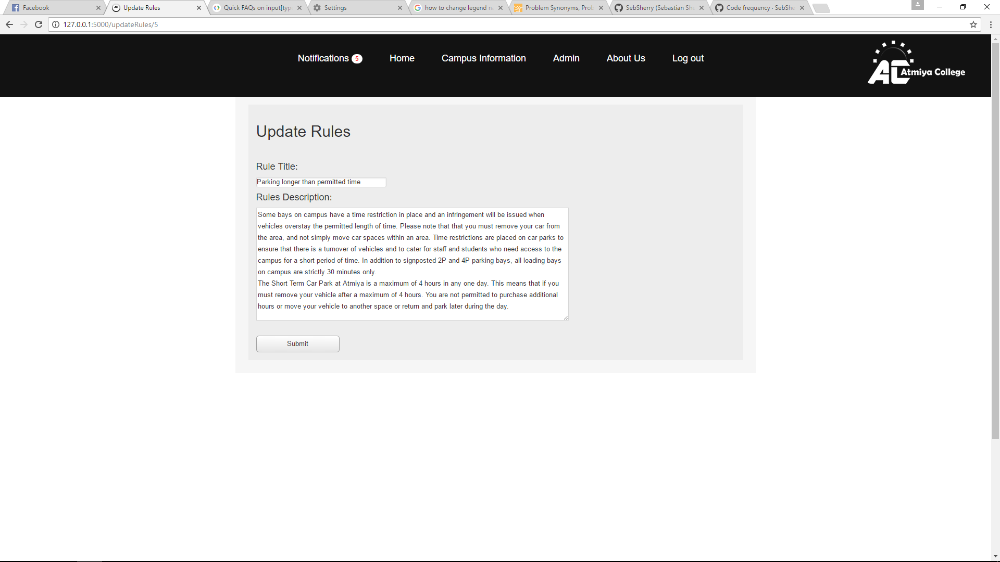 Facebook
Update Rules
Quick FAQs on input[typ
Settings
how to change legend n
Problem Synonyms, Prob
SebSherry (Sebastian She
Code frequency · SebShe
127.0.0.1:5000/updateRules/5
Notifications 5
Home
Campus Information
Admin
About Us
Log out
AC Atmiya College
Update Rules
Rule Title:
Parking longer than permitted time
Rules Description:
Some bays on campus have a time restriction in place and an infringement will be issued when
vehicles overstay the permitted length of time. Please note that that you must remove your car from
the area, and not simply move car spaces within an area. Time restrictions are placed on car parks to
ensure that there is a turnover of vehicles and to cater for staff and students who need access to the
campus for a short period of time. In addition to signposted 2P and 4P parking bays, all loading bays
on campus are strictly 30 minutes only.
The Short Term Car Park at Atmiya is a maximum of 4 hours in any one day. This means that if you
must remove your vehicle after a maximum of 4 hours. You are not permitted to purchase additional
hours or move your vehicle to another space or return and park later during the day.
Submit